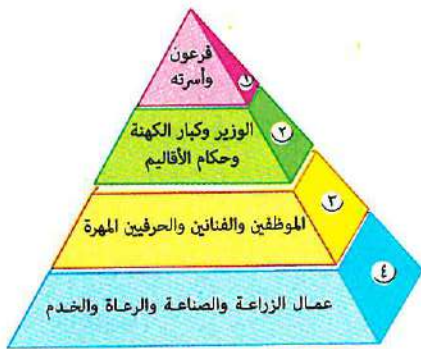 فرعون
وأسرته
١
الوزير وكبار الكهنة
وحكام الأقاليم
٢
الموظفين والفنانين والحرفيين المهرة
٣
عمال الزراعة والصناعة والرعاة والخدم
٤